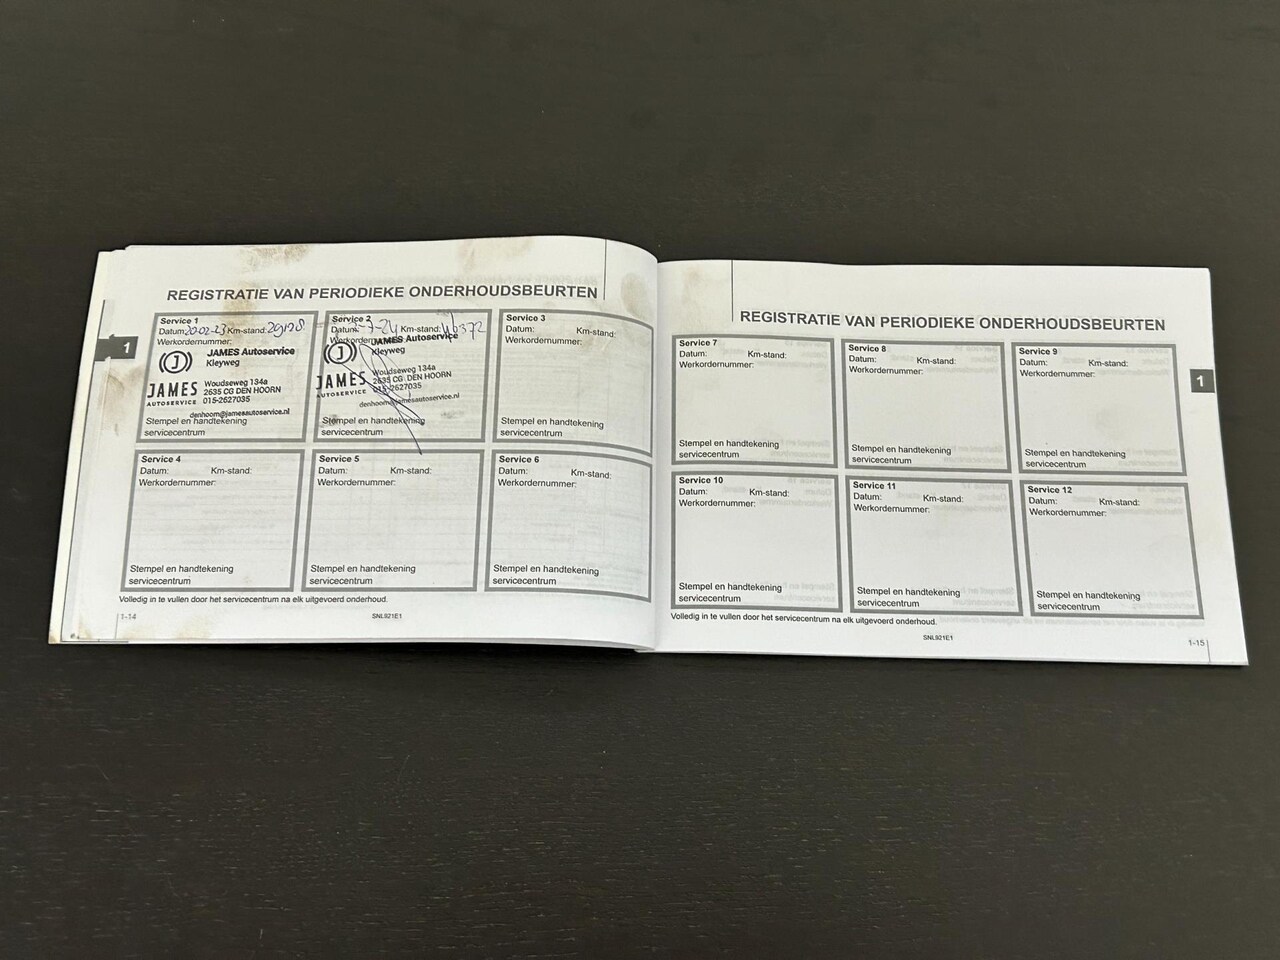 REGISTRATIE VAN PERIODIEKE ONDERHOUDSBEURTEN
1
Service 1
Datum: 20-02-23 Km-stand:
Werkordernummer:
JAMES Autoservice
Kleyweg
JAMES
AUTOSERVICE
Woudseweg 134a
2635 CG DEN HOORN
015-2627035
denhoorn@jamesautoservice.nl
Stempel en handtekening
servicecentrum
Service 2
Datum: Km-stand: 46372
Werkordernummer:
JAMES Autoservice
Kleyweg
JAMES
AUTOSERVICE
Woudseweg 134a
2635 CG DEN HOORN
015-2627035
denhoorn@jamesautoservice.nl
Stempel en handtekening
servicecentrum
Service 3
Datum: Km-stand:
Werkordernummer:
Stempel en handtekening
servicecentrum
Service 4
Datum: Km-stand:
Werkordernummer:
Stempel en handtekening
servicecentrum
Service 5
Datum: Km-stand:
Werkordernummer:
Stempel en handtekening
servicecentrum
Service 6
Datum: Km-stand:
Werkordernummer:
Stempel en handtekening
servicecentrum
Volledig in te vullen door het servicecentrum na elk uitgevoerd onderhoud.
1-14
SNL921E1
REGISTRATIE VAN PERIODIEKE ONDERHOUDSBEURTEN
1
Service 7
Datum: Km-stand:
Werkordernummer:
Stempel en handtekening
servicecentrum
Service 8
Datum: Km-stand:
Werkordernummer:
Stempel en handtekening
servicecentrum
Service 9
Datum: Km-stand:
Werkordernummer:
Stempel en handtekening
servicecentrum
Service 10
Datum: Km-stand:
Werkordernummer:
Stempel en handtekening
servicecentrum
Service 11
Datum: Km-stand:
Werkordernummer:
Stempel en handtekening
servicecentrum
Service 12
Datum: Km-stand:
Werkordernummer:
Stempel en handtekening
servicecentrum
Volledig in te vullen door het servicecentrum na elk uitgevoerd onderhoud.
SNL921E1
1-15